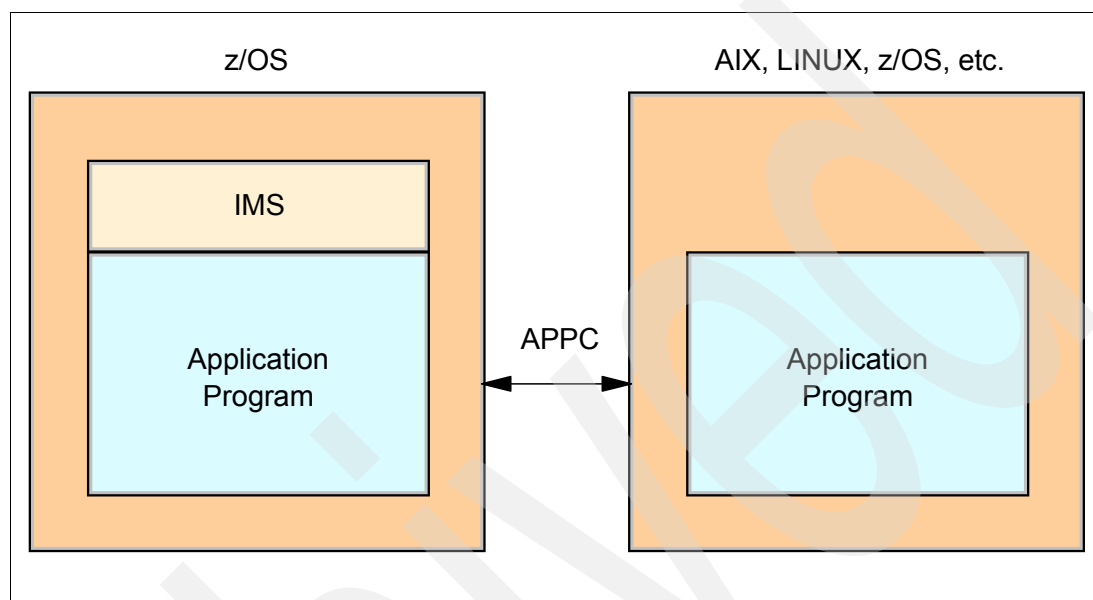 z/OS
AIX, LINUX, z/OS, etc.
IMS
Application
Program
APPC
Application
Program